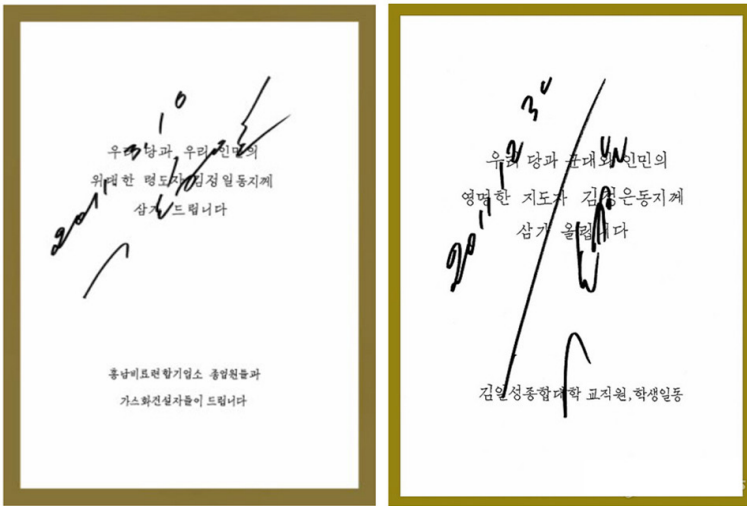 우리 당과 우리 인민의
위대한 령도자 김정일동지께
삼가 드립니다
2011
흥남비료련합기업소 종업원들과
가스화건설자들이 드립니다
우리 당과 군대와 인민의
영명한 지도자 김정은동지께
삼가 올립니다
2011 12 30
김일성종합대학 교직원, 학생일동